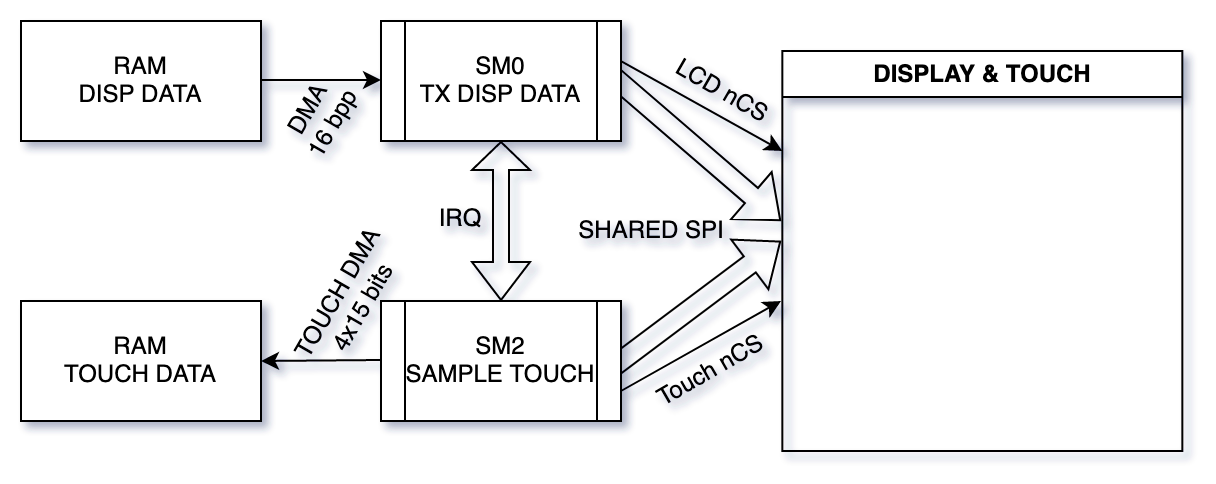 RAM
DISP DATA
DMA
16 bpp
SM0
TX DISP DATA
LCD nCS
DISPLAY & TOUCH
IRQ
SHARED SPI
RAM
TOUCH DATA
TOUCH DMA
4x15 bits
SM2
SAMPLE TOUCH
Touch nCS